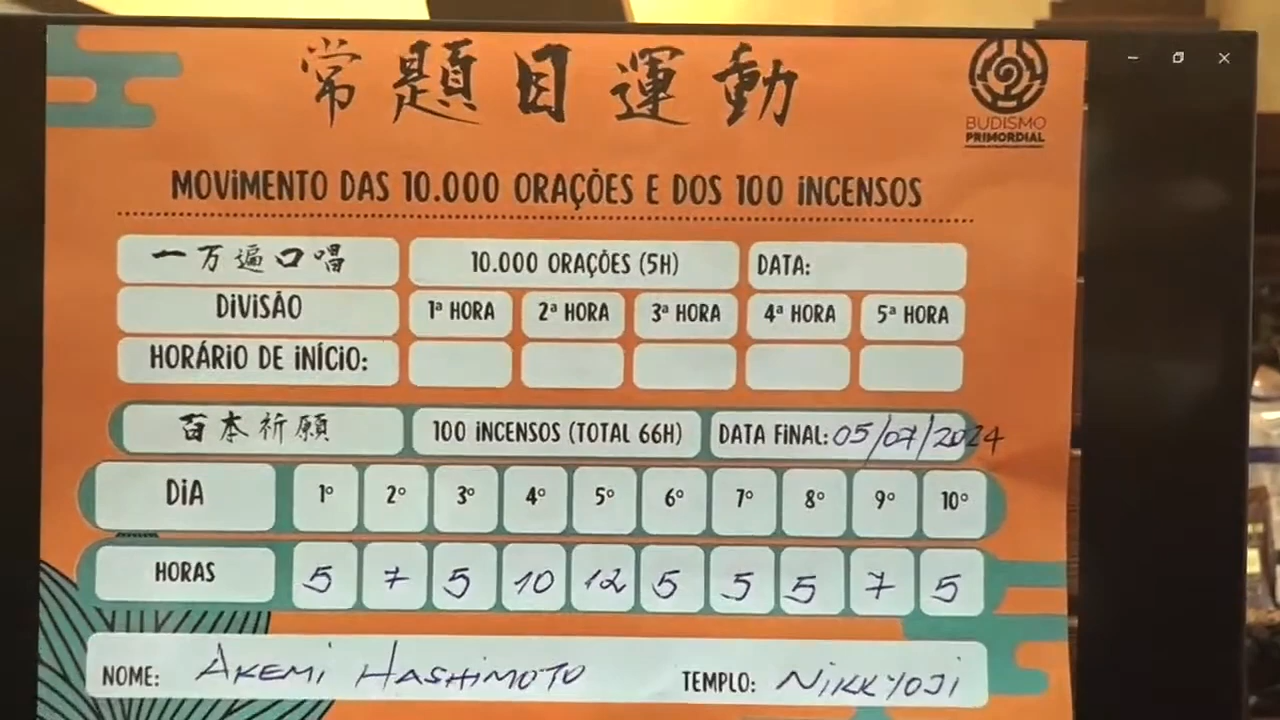 常題目運動
BUDISMO
PRIMORDIAL
MOVIMENTO DAS 10.000 ORAÇÕES E DOS 100 INCENSOS
一万遍口唱 10.000 ORAÇÕES (5H) DATA:
DIVISÃO 1ª HORA 2ª HORA 3ª HORA 4ª HORA 5ª HORA
HORÁRIO DE INÍCIO:
百本祈願 100 INCENSOS (TOTAL 66H) DATA FINAL: 05/07/2024
DIA 1º 2º 3º 4º 5º 6º 7º 8º 9º 10º
HORAS 5 7 5 10 12 5 5 5 7 5
NOME: AKEMI HASHIMOTO TEMPLO: NIKKYOJI